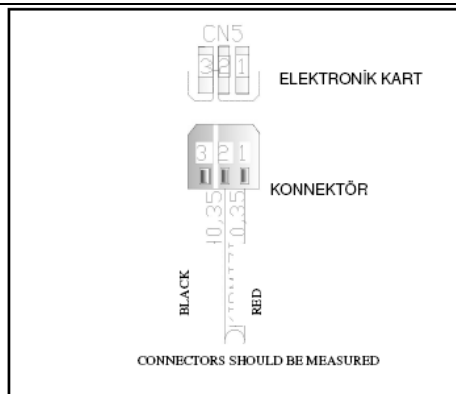 CN5
3 2 1
ELEKTRONİK KART
3 2 1
KONNEKTÖR
0,35 0,35
BLACK
RED
CONNECTORS SHOULD BE MEASURED